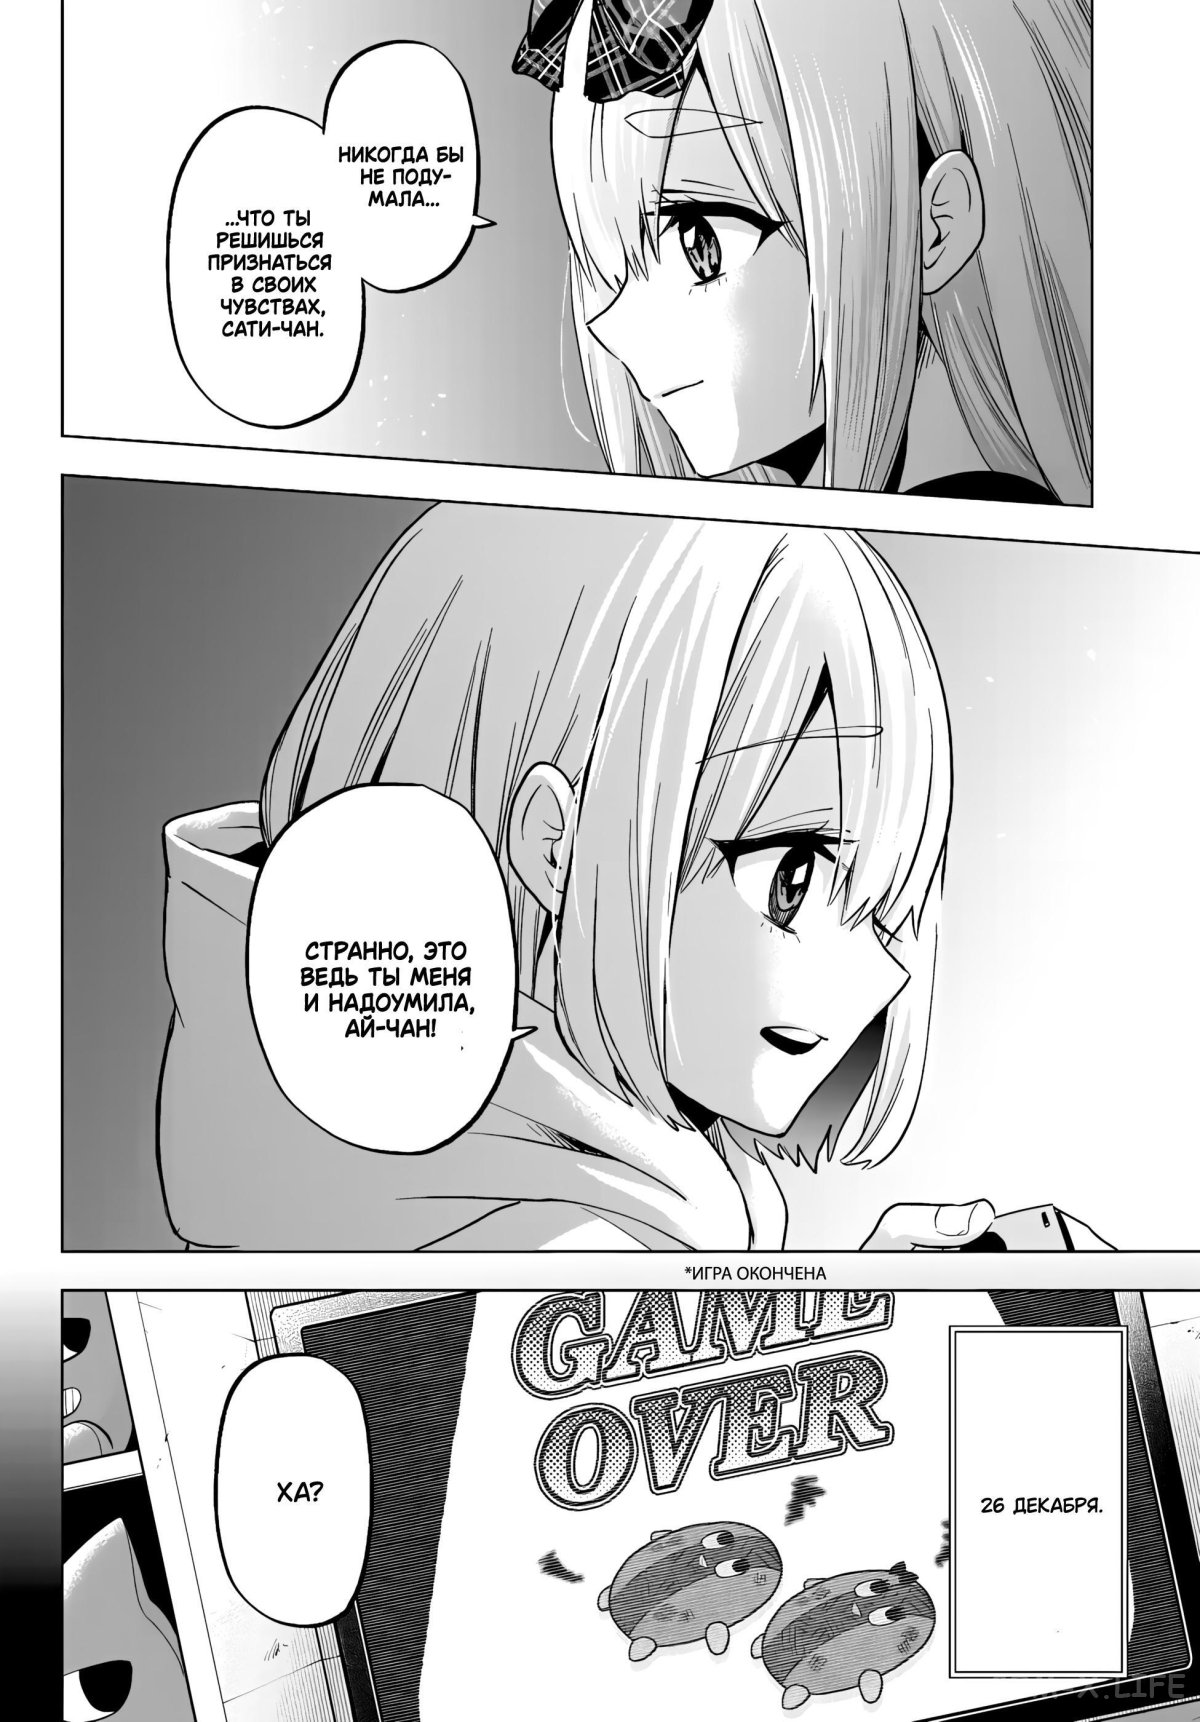 НИКОГДА БЫ
НЕ ПОДУ-
МАЛА...
...ЧТО ТЫ
РЕШИШЬСЯ
ПРИЗНАТЬСЯ
В СВОИХ
ЧУВСТВАХ,
САТИ-ЧАН.
СТРАННО, ЭТО
ВЕДЬ ТЫ МЕНЯ
И НАДОУМИЛА,
АЙ-ЧАН!
*ИГРА ОКОНЧЕНА
GAME
OVER
ХА?
26 ДЕКАБРЯ.